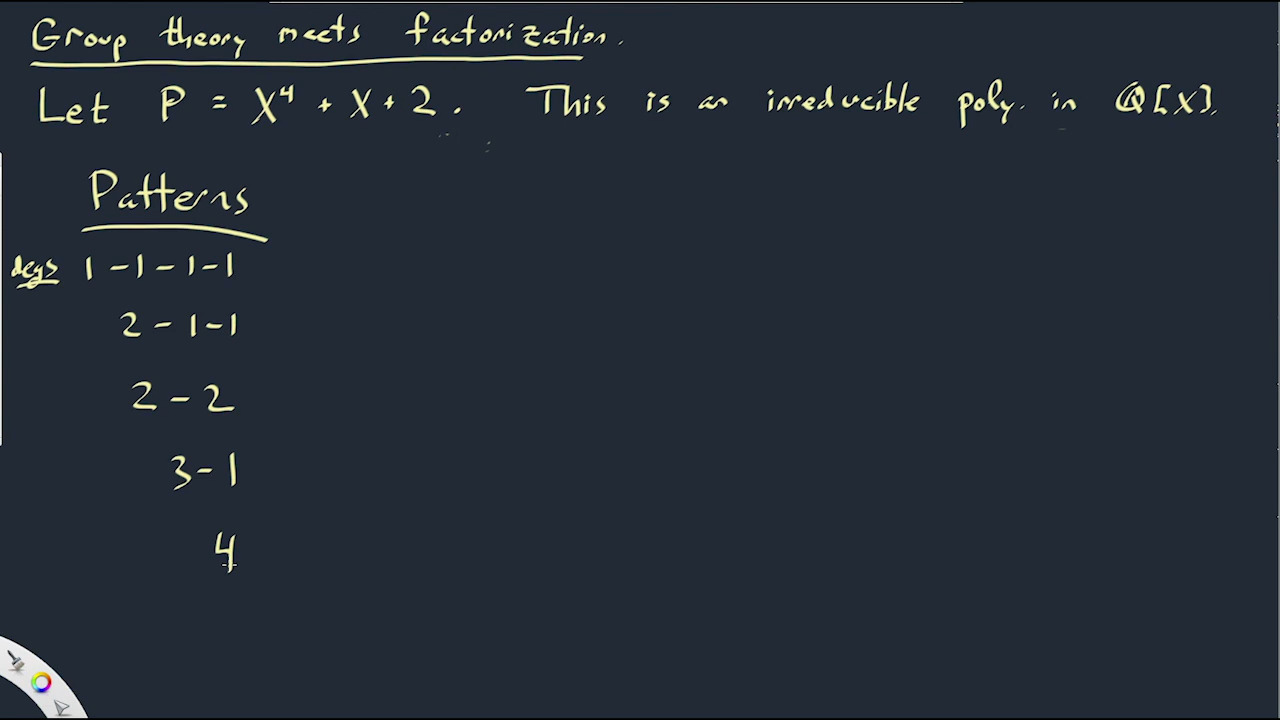 Group theory meets factorization.
Let P = X⁴ + X + 2. This is an irreducible poly. in ℚ[X].
Patterns
degs 1-1-1-1
2-1-1
2-2
3-1
4